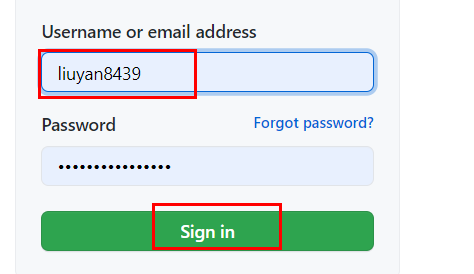 Username or email address
liuyan8439
Password Forgot password?
••••••••••••••••
Sign in